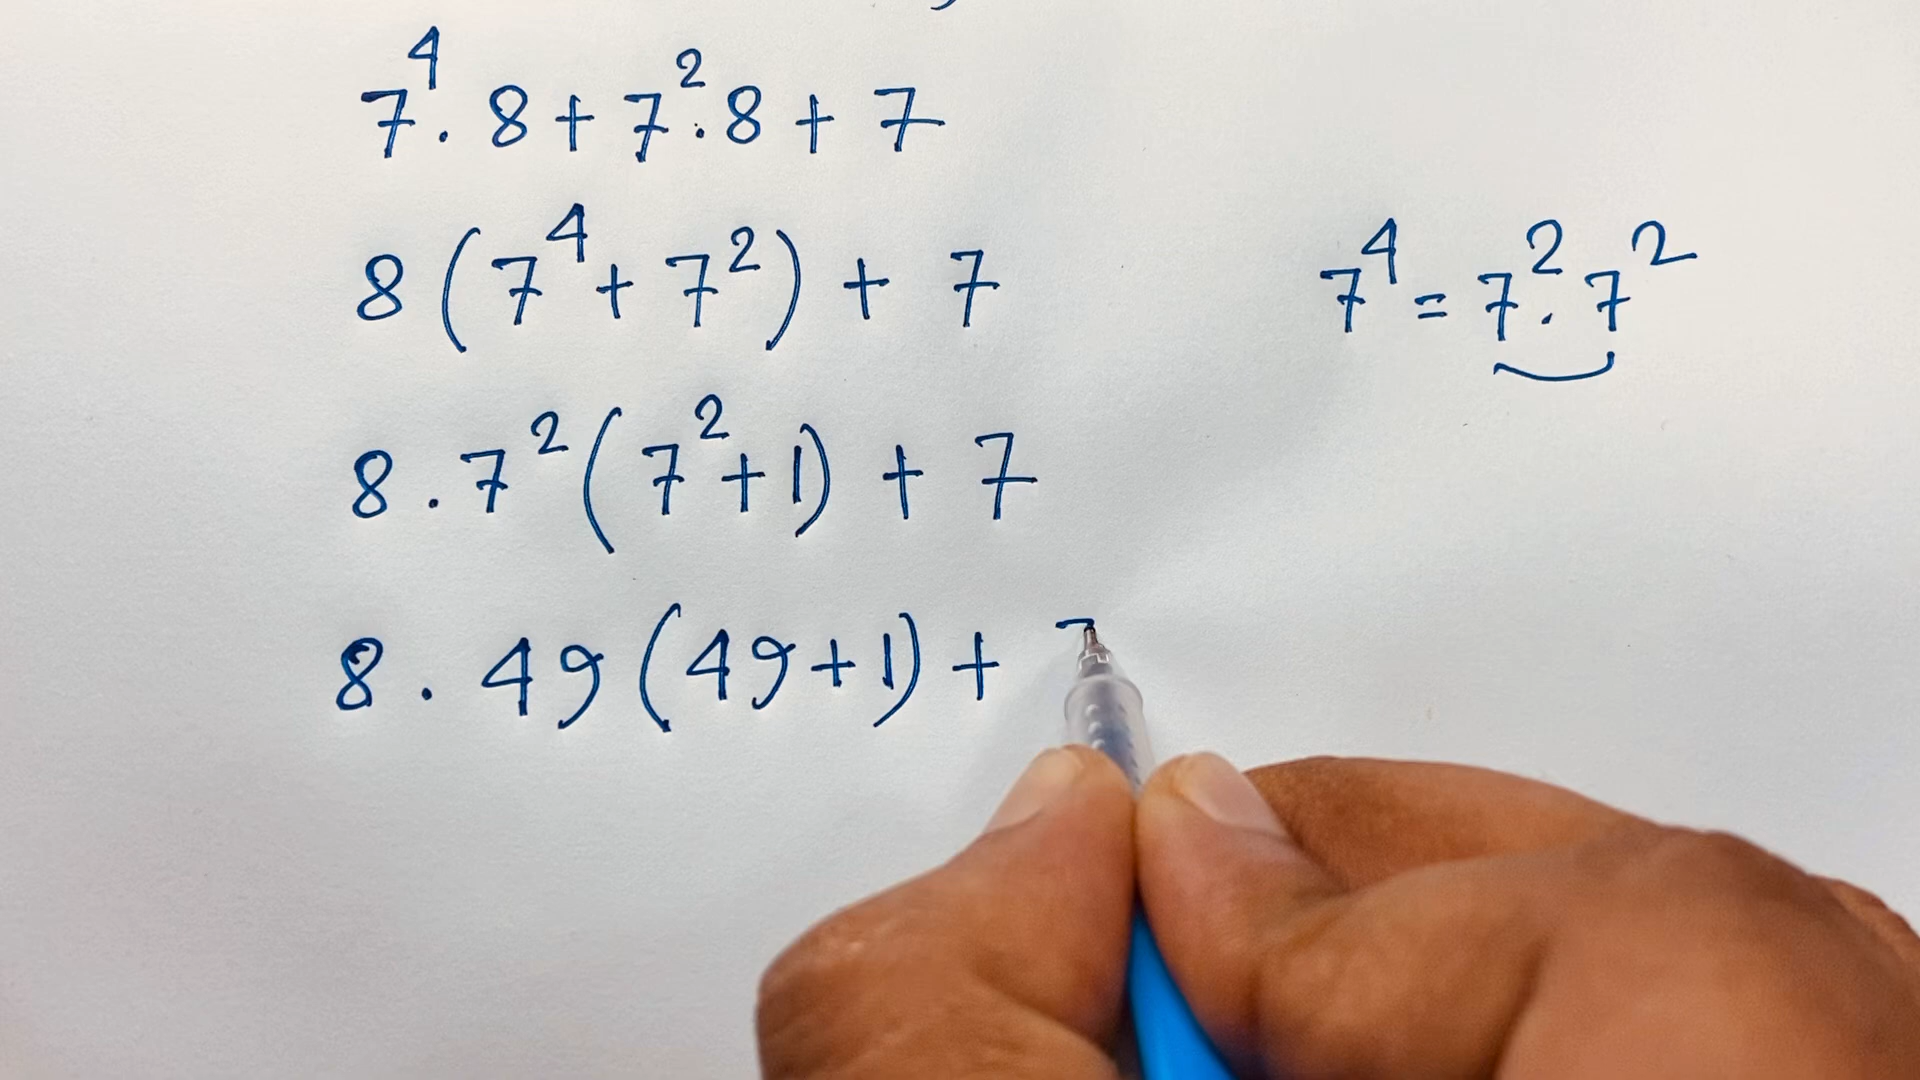 7⁴ . 8 + 7² . 8 + 7
8 ( 7⁴ + 7² ) + 7
7⁴ = 7² . 7²
8 . 7² ( 7² + 1 ) + 7
8 . 49 ( 49 + 1 ) + 7